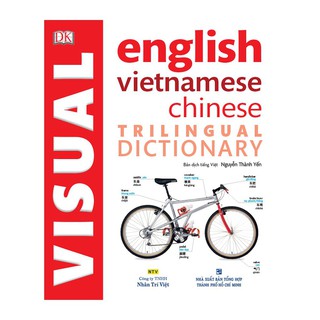 DK
VISUAL
english
vietnamese
chinese
TRILINGUAL
DICTIONARY
Bản dịch tiếng Việt Nguyễn Thành Yến
NTV
Công ty TNHH
Nhân Trí Việt
NHÀ XUẤT BẢN TỔNG HỢP
THÀNH PHỐ HỒ CHÍ MINH